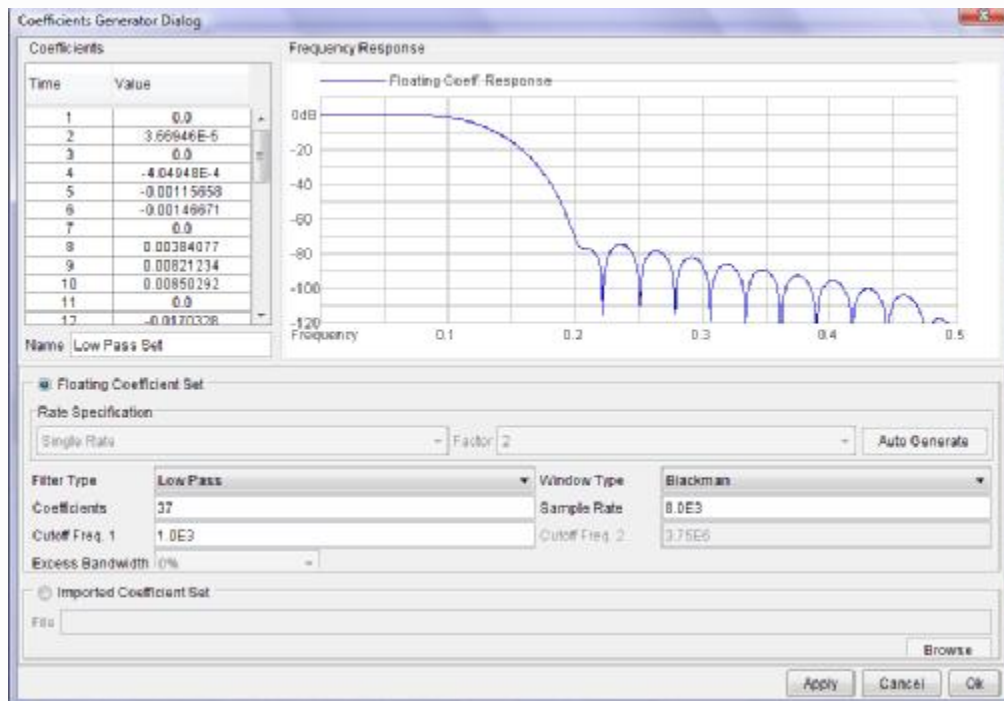 Coefficients Generator Dialog
Coefficients
Time Value
1 0.0
2 3.66946E-5
3 0.0
4 -4.04948E-4
5 -0.00115658
6 -0.00146671
7 0.0
8 0.00384077
9 0.00821234
10 0.00850292
11 0.0
12 -0.0170328
Name Low Pass Set
Frequency Response
Floating Coeff. Response
0dB
-20
-40
-60
-80
-100
-120
Frequency 0.1 0.2 0.3 0.4 0.5
Floating Coefficient Set
Rate Specification
Single Rate Factor 2 Auto Generate
Filter Type Low Pass Window Type Blackman
Coefficients 37 Sample Rate 8.0E3
Cutoff Freq. 1 1.0E3 Cutoff Freq. 2 3.75E6
Excess Bandwidth 0%
Imported Coefficient Set
File
Browse
Apply Cancel Ok